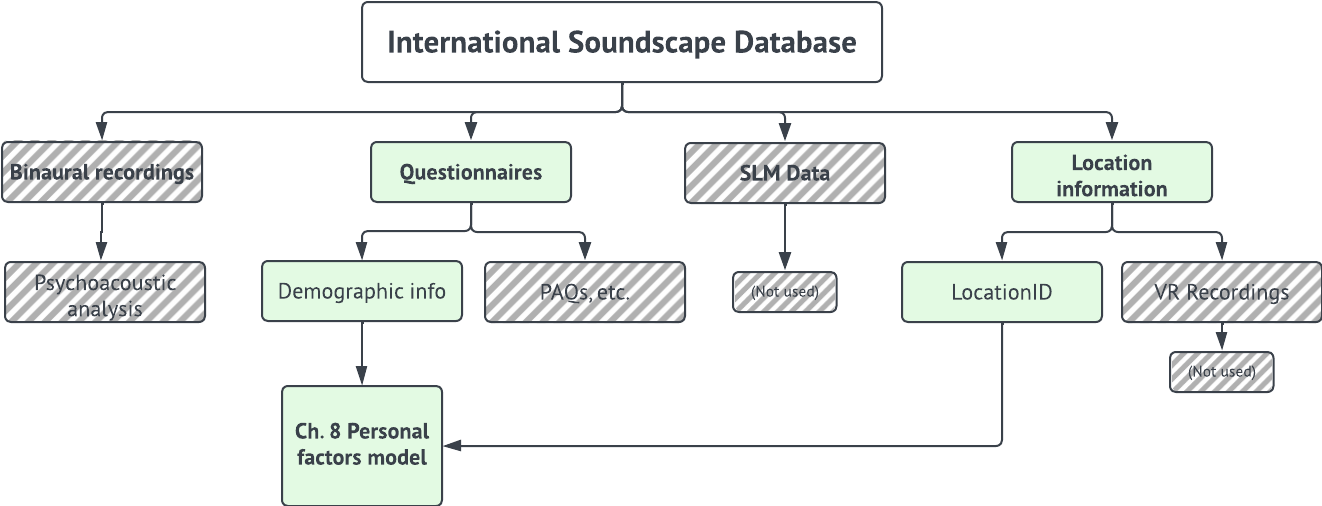 International Soundscape Database
Binaural recordings
Questionnaires
SLM Data
Location
information
Psychoacoustic
analysis
Demographic info
PAQs, etc.
(Not used)
LocationID
VR Recordings
(Not used)
Ch. 8 Personal
factors model